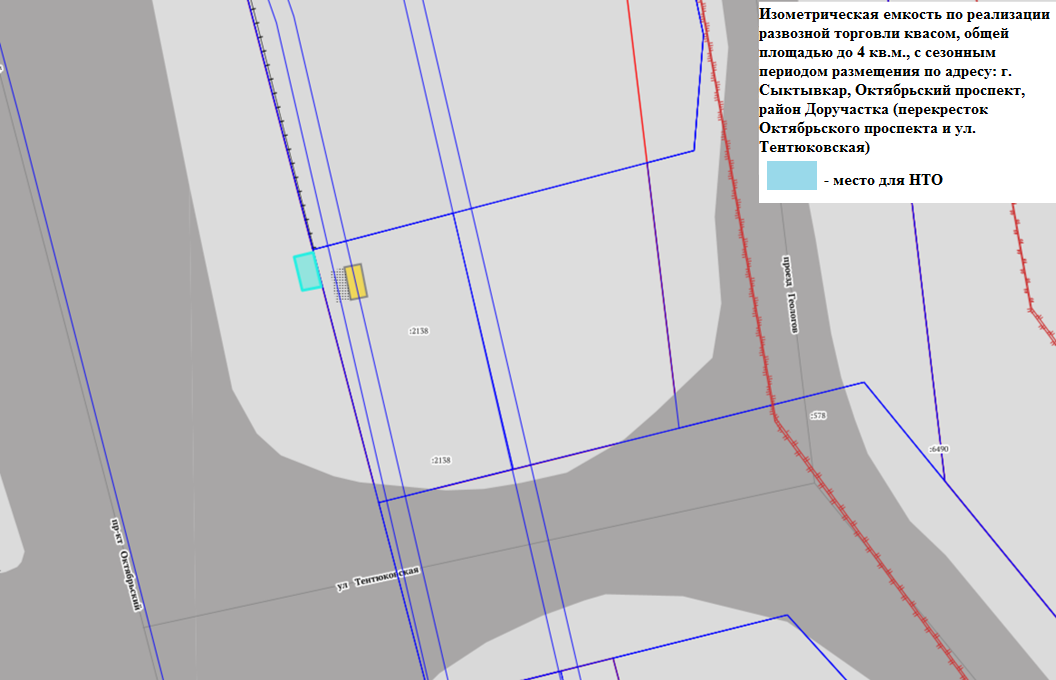 Изометрическая емкость по реализации
развозной торговли квасом, общей
площадью до 4 кв.м., с сезонным
периодом размещения по адресу: г.
Сыктывкар, Октябрьский проспект,
район Доручастка (перекресток
Октябрьского проспекта и ул.
Тентюковская)
- место для НТО
проезд Геологов
:2138
:578
:6490
:2138
пр-кт Октябрьский
ул Тентюковская